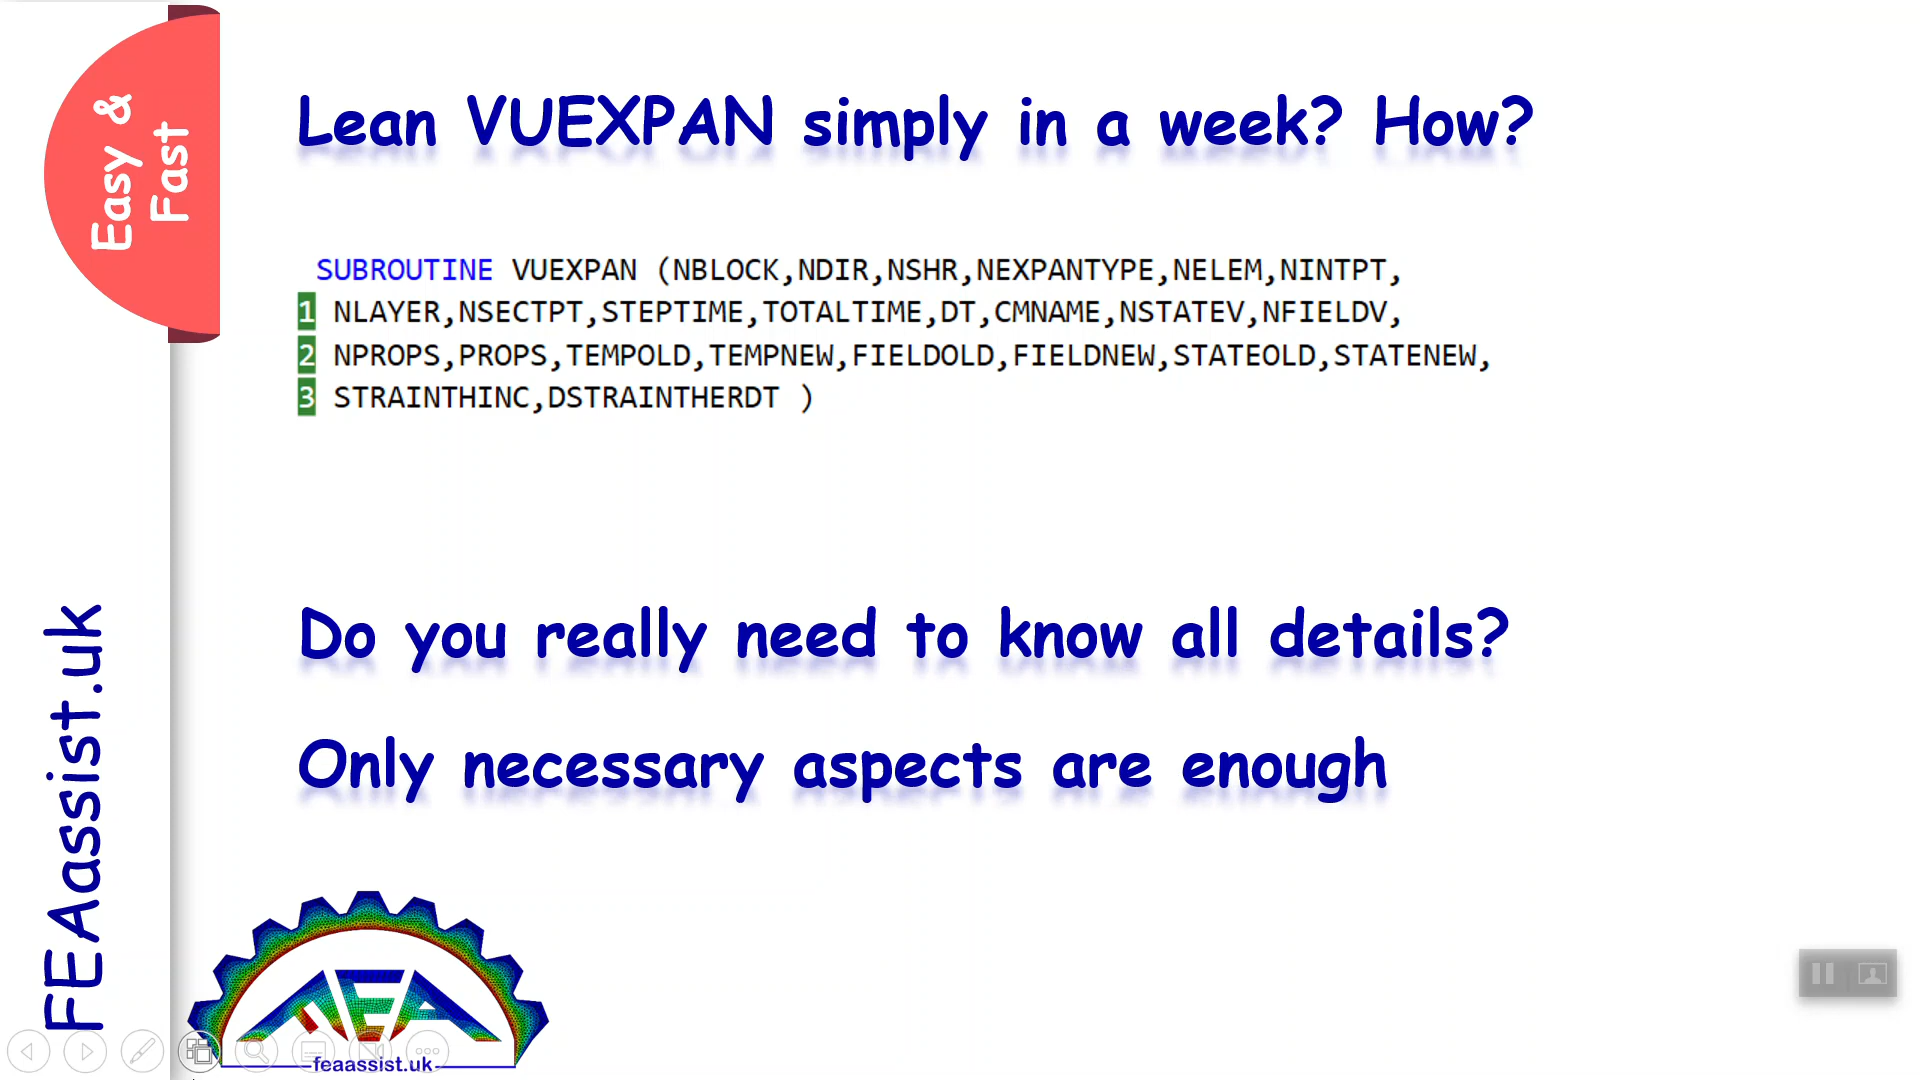 Easy &
Fast
Lean VUEXPAN simply in a week? How?
SUBROUTINE VUEXPAN (NBLOCK,NDIR,NSHR,NEXPANTYPE,NELEM,NINTPT,
1 NLAYER,NSECTPT,STEPTIME,TOTALTIME,DT,CMNAME,NSTATEV,NFIELDV,
2 NPROPS,PROPS,TEMPOLD,TEMPNEW,FIELDOLD,FIELDNEW,STATEOLD,STATENEW,
3 STRAINTHINC,DSTRAINTHERDT )
Do you really need to know all details?
Only necessary aspects are enough
FEAassist.uk
FEA
feaassist.uk